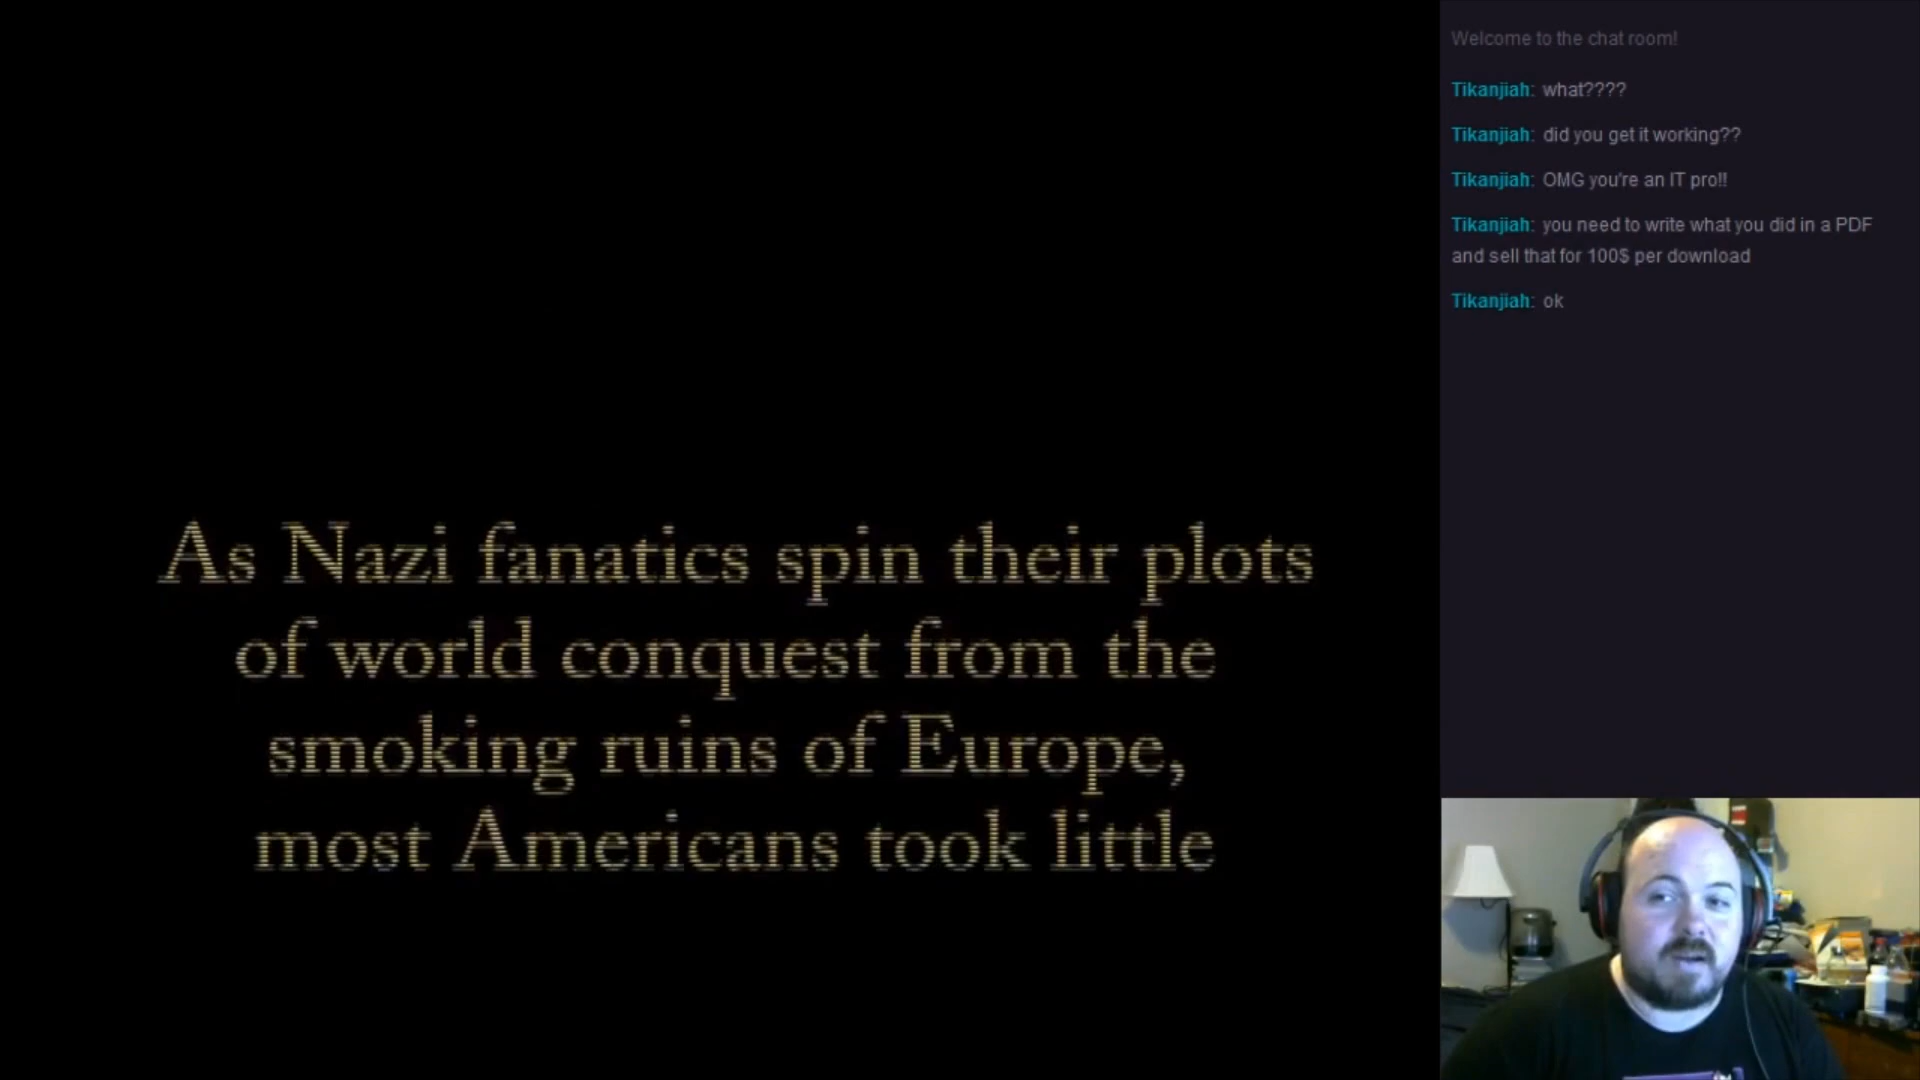 As Nazi fanatics spin their plots
of world conquest from the
smoking ruins of Europe,
most Americans took little
Welcome to the chat room!
Tikanjiah: what????
Tikanjiah: did you get it working??
Tikanjiah: OMG you're an IT pro!!
Tikanjiah: you need to write what you did in a PDF
and sell that for 100$ per download
Tikanjiah: ok